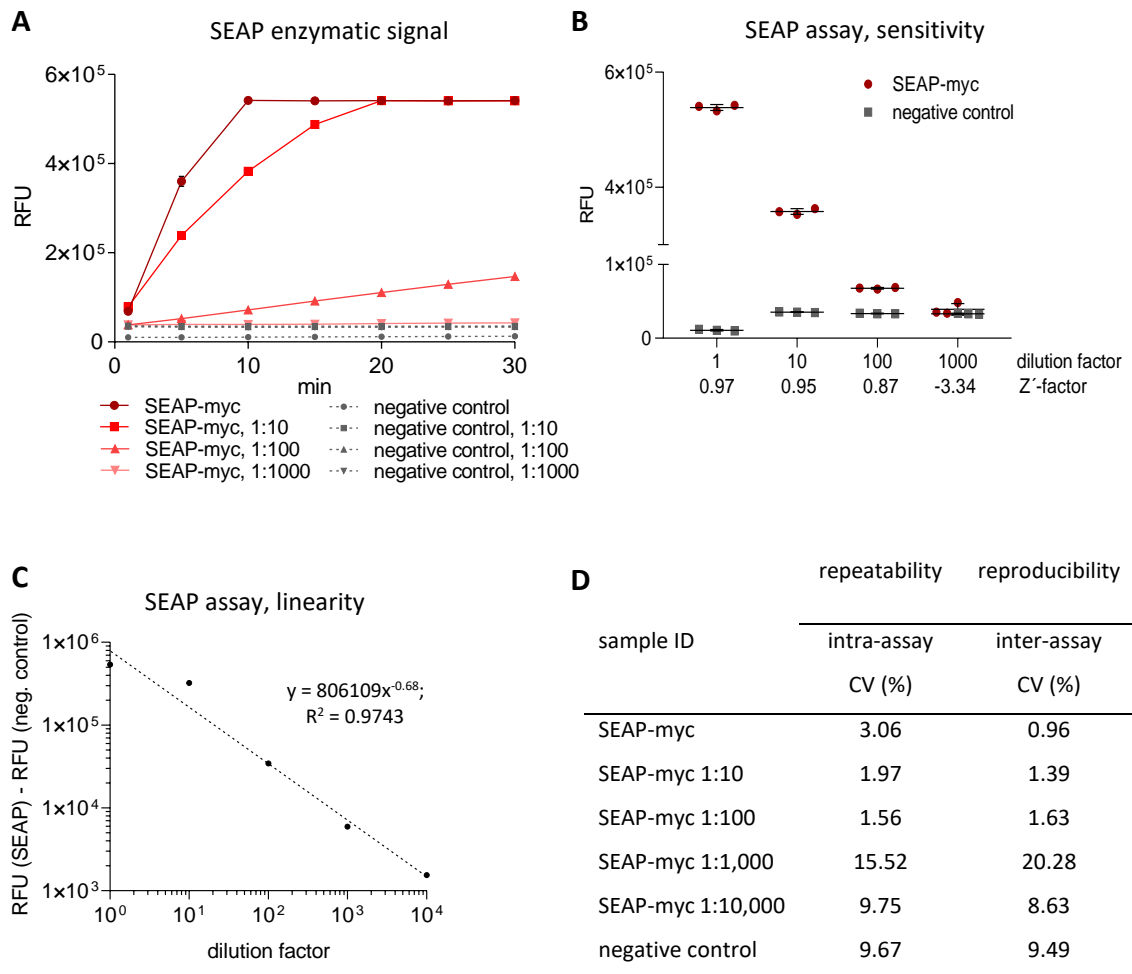 A
SEAP enzymatic signal
6×10⁵
4×10⁵
2×10⁵
0
RFU
0 10 20 30
min
SEAP-myc
SEAP-myc, 1:10
SEAP-myc, 1:100
SEAP-myc, 1:1000
negative control
negative control, 1:10
negative control, 1:100
negative control, 1:1000
B
SEAP assay, sensitivity
6×10⁵
4×10⁵
1×10⁵
0
RFU
SEAP-myc
negative control
1 10 100 1000 dilution factor
0.97 0.95 0.87 -3.34 Z´-factor
C
SEAP assay, linearity
RFU (SEAP) - RFU (neg. control)
1×10⁶
1×10⁵
1×10⁴
1×10³
y = 806109x⁻⁰·⁶⁸;
R² = 0.9743
10⁰ 10¹ 10² 10³ 10⁴
dilution factor
D
repeatability reproducibility
sample ID intra-assay inter-assay
CV (%) CV (%)
SEAP-myc 3.06 0.96
SEAP-myc 1:10 1.97 1.39
SEAP-myc 1:100 1.56 1.63
SEAP-myc 1:1,000 15.52 20.28
SEAP-myc 1:10,000 9.75 8.63
negative control 9.67 9.49